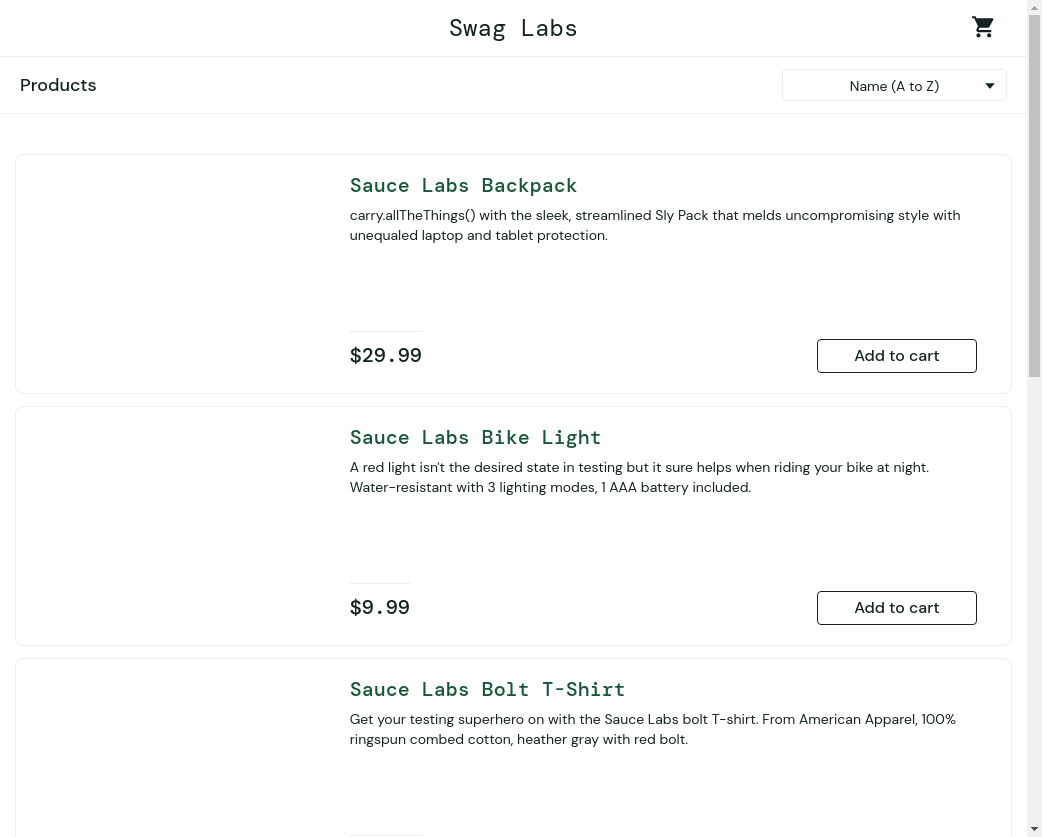 Swag Labs
Products
Name (A to Z)
Sauce Labs Backpack
carry.allTheThings() with the sleek, streamlined Sly Pack that melds uncompromising style with
unequaled laptop and tablet protection.
$29.99
Add to cart
Sauce Labs Bike Light
A red light isn't the desired state in testing but it sure helps when riding your bike at night.
Water-resistant with 3 lighting modes, 1 AAA battery included.
$9.99
Add to cart
Sauce Labs Bolt T-Shirt
Get your testing superhero on with the Sauce Labs bolt T-shirt. From American Apparel, 100%
ringspun combed cotton, heather gray with red bolt.